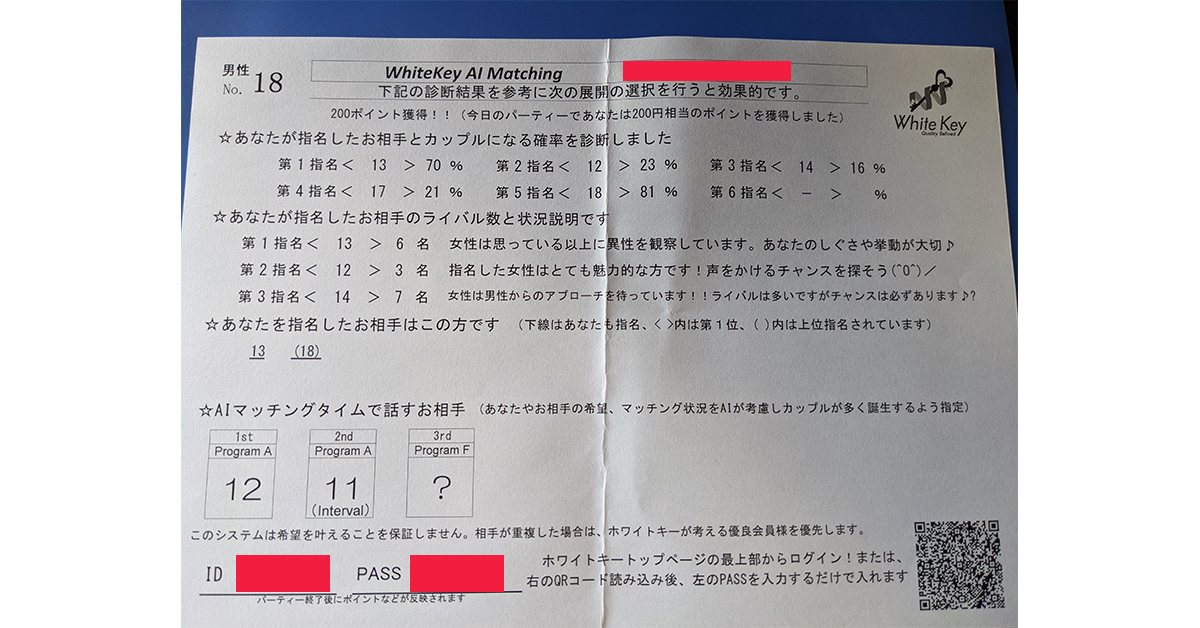 男性
No. 18
WhiteKey AI Matching
下記の診断結果を参考に次の展開の選択を行うと効果的です。
200ポイント獲得！！（今日のパーティーであなたは200円相当のポイントを獲得しました）
White Key
Quality Refined
☆あなたが指名したお相手とカップルになる確率を診断しました
第１指名＜ 13 ＞ 70 % 第２指名＜ 12 ＞ 23 % 第３指名＜ 14 ＞ 16 %
第４指名＜ 17 ＞ 21 % 第５指名＜ 18 ＞ 81 % 第６指名＜ － ＞ %
☆あなたが指名したお相手のライバル数と状況説明です
第１指名＜ 13 ＞ 6 名 女性は思っている以上に異性を観察しています。あなたのしぐさや挙動が大切♪
第２指名＜ 12 ＞ 3 名 指名した女性はとても魅力的な方です！声をかけるチャンスを探そう(^O^)／
第３指名＜ 14 ＞ 7 名 女性は男性からのアプローチを待っています！！ライバルは多いですがチャンスは必ずあります♪?
☆あなたを指名したお相手はこの方です （下線はあなたも指名、< >内は第１位、( )内は上位指名されています）
13 (18)
☆AIマッチングタイムで話すお相手 （あなたやお相手の希望、マッチング状況をAIが考慮しカップルが多く誕生するよう指定）
1st 2nd 3rd
Program A Program A Program F
12 11 ?
(Interval)
このシステムは希望を叶えることを保証しません。相手が重複した場合は、ホワイトキーが考える優良会員様を優先します。
ID PASS
パーティー終了後にポイントなどが反映されます
ホワイトキートップページの最上部からログイン！または、
右のQRコード読み込み後、左のPASSを入力するだけで入れます